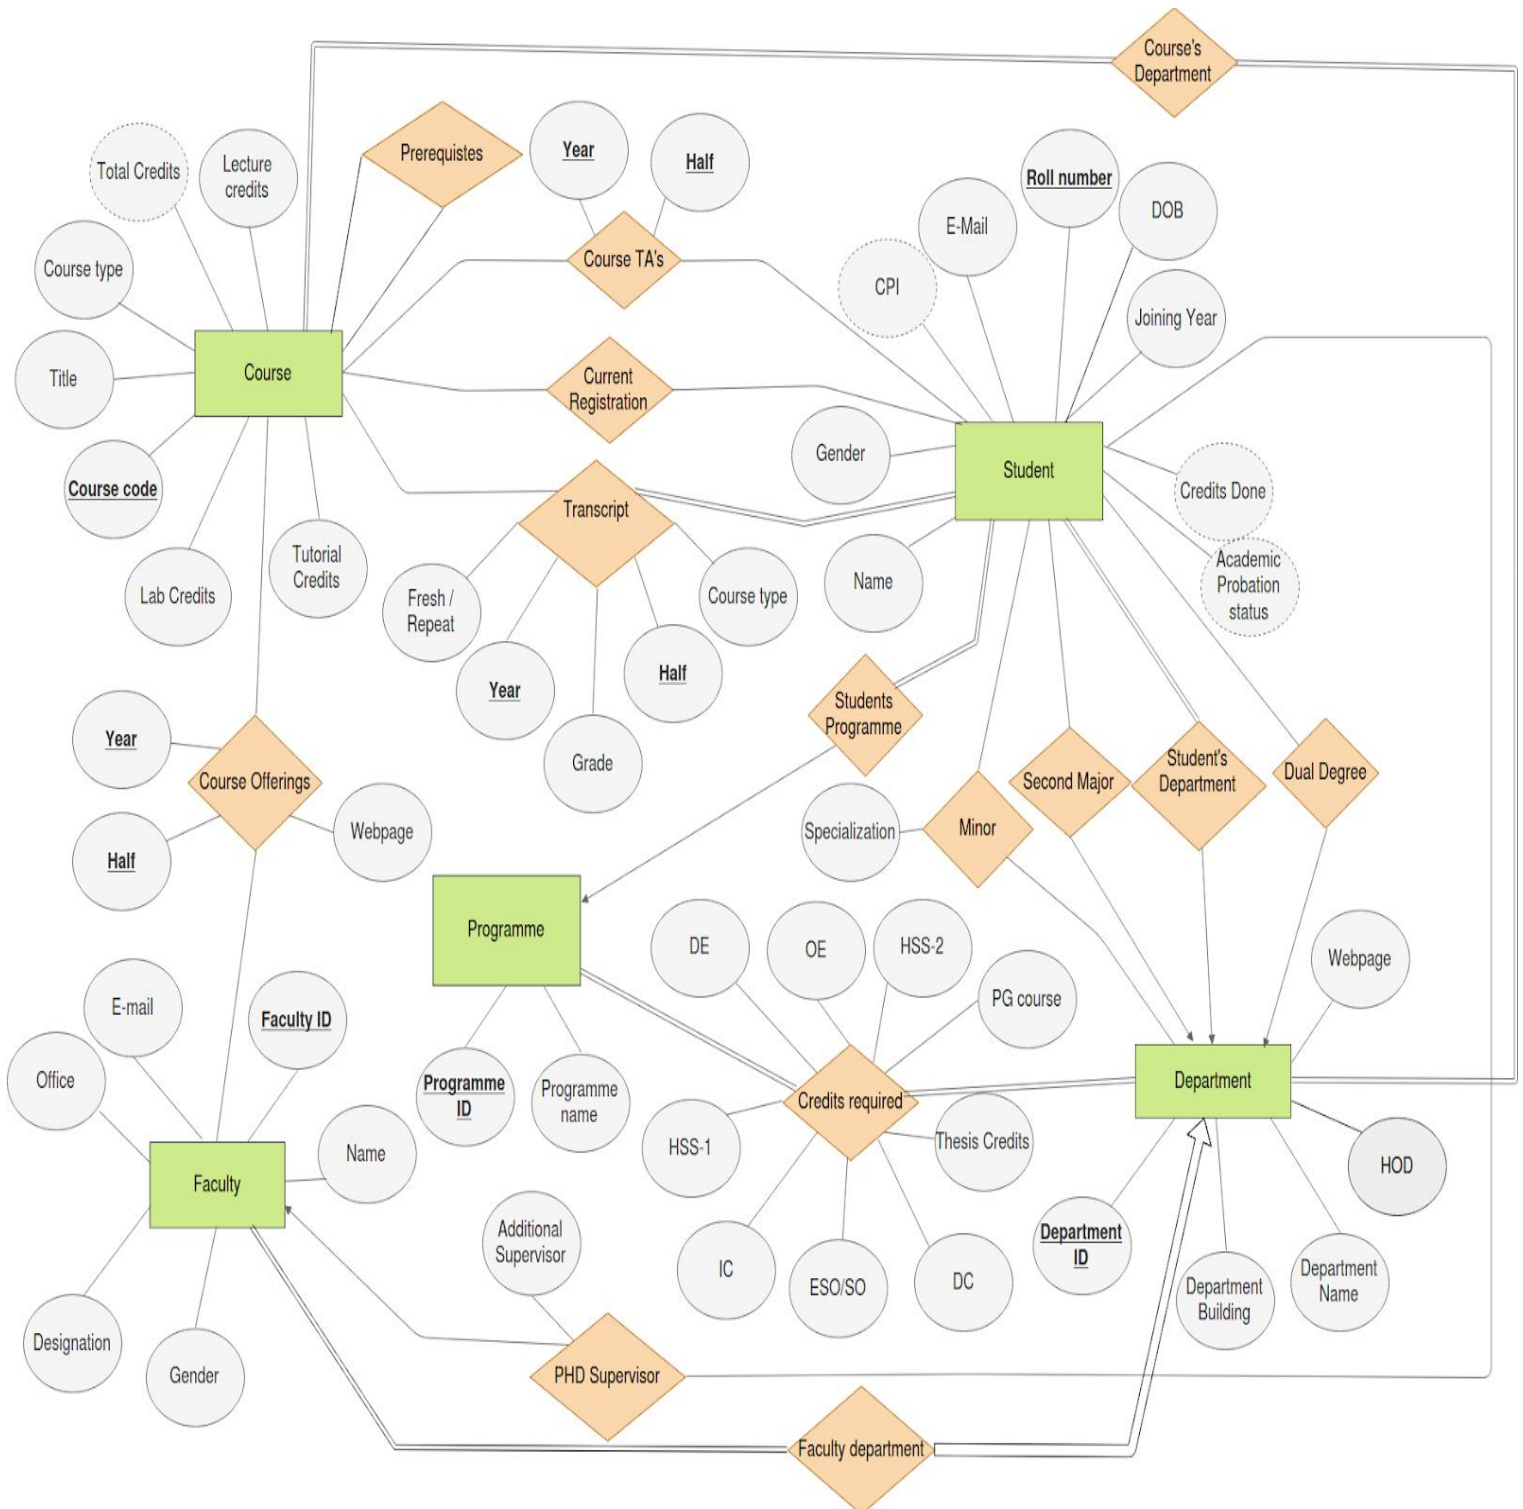 Course's
Department
Prerequistes
Year
Half
Total Credits
Lecture
credits
Roll number
DOB
E-Mail
Course type
Course TA's
CPI
Joining Year
Title
Course
Current
Registration
Gender
Student
Course code
Credits Done
Transcript
Academic
Probation
status
Tutorial
Credits
Lab Credits
Fresh /
Repeat
Course type
Name
Year
Half
Grade
Students
Programme
Year
Course Offerings
Half
Webpage
Second Major
Student's
Department
Dual Degree
Specialization
Minor
Programme
DE
OE
HSS-2
PG course
Webpage
E-mail
Faculty ID
Office
Programme
ID
Programme
name
Credits required
Department
HSS-1
Thesis Credits
HOD
Name
Faculty
Additional
Supervisor
IC
ESO/SO
DC
Department
ID
Department
Building
Department
Name
Designation
Gender
PHD Supervisor
Faculty department